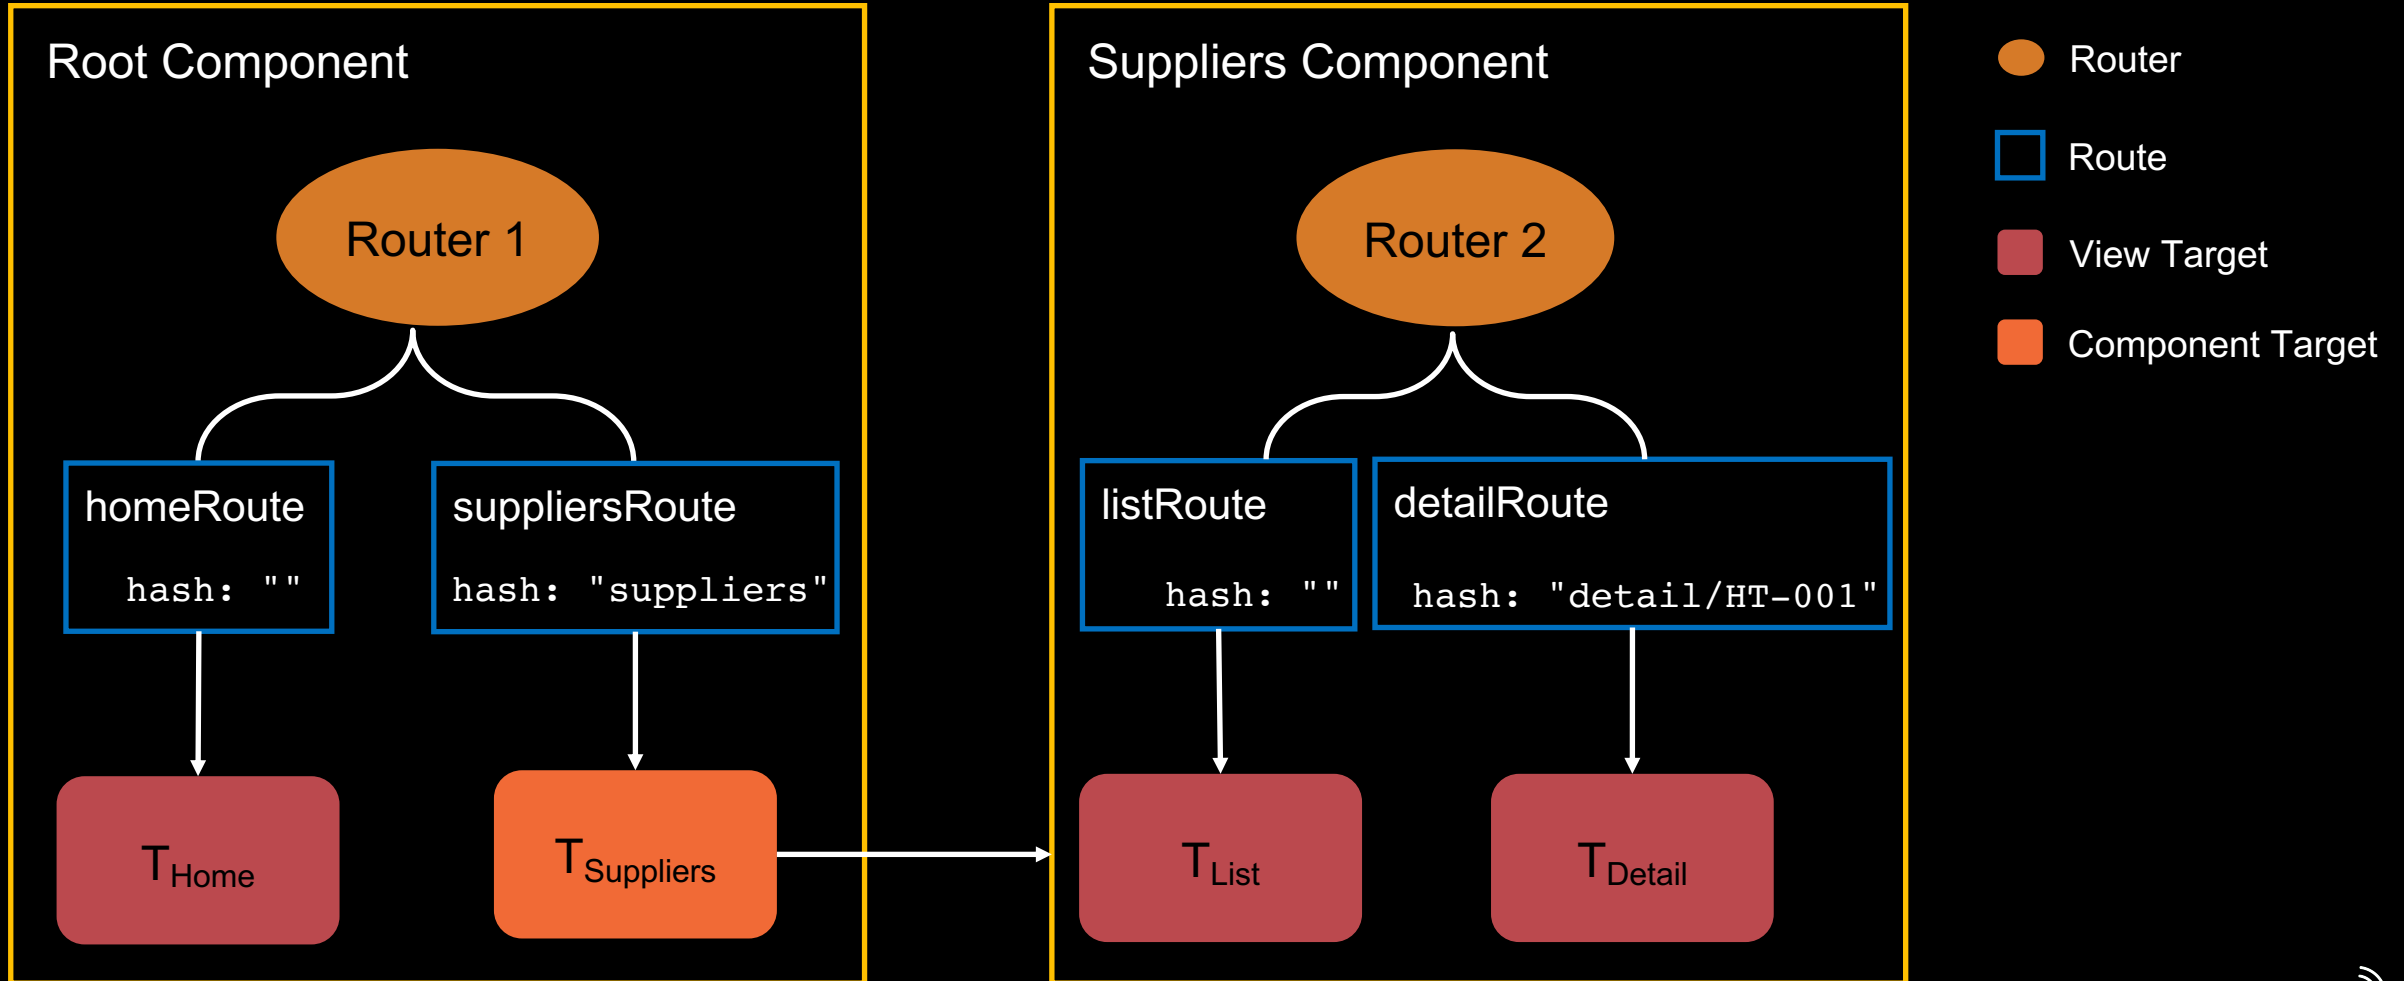 Root Component
Router 1
homeRoute
hash: ""
suppliersRoute
hash: "suppliers"
THome
TSuppliers
Suppliers Component
Router 2
listRoute
hash: ""
detailRoute
hash: "detail/HT-001"
TList
TDetail
Router
Route
View Target
Component Target